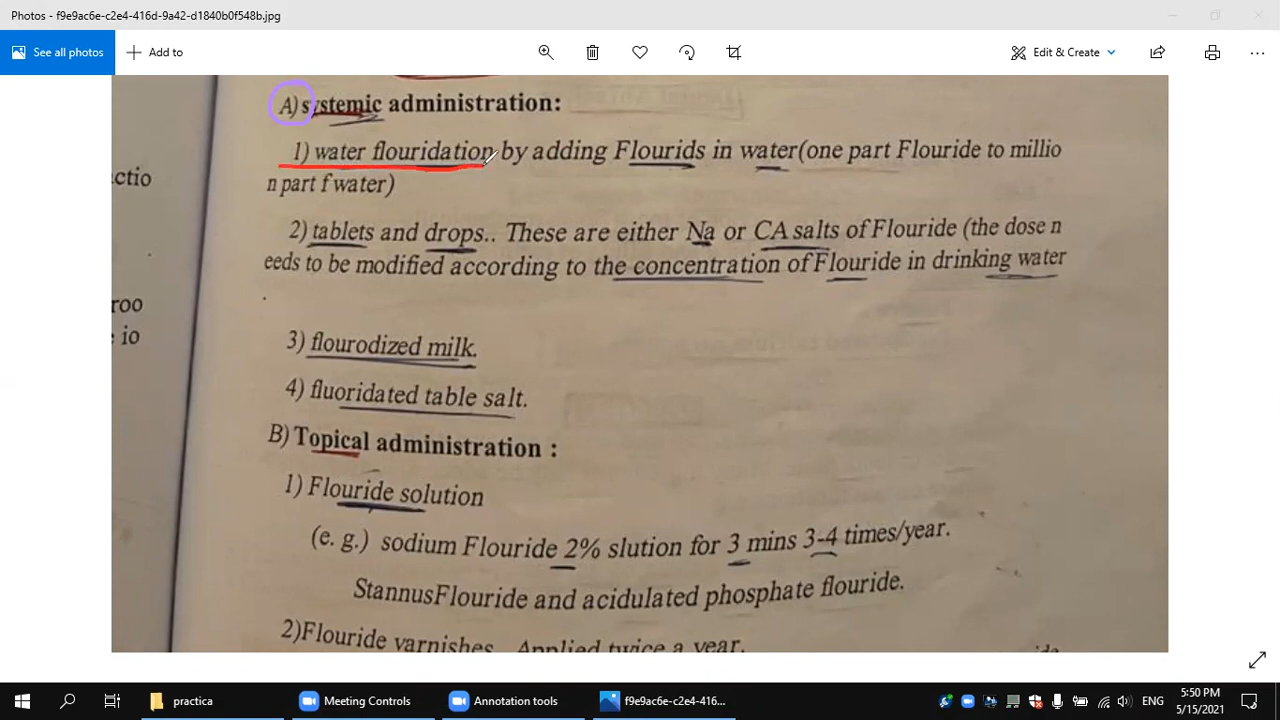 Photos - f9e9ac6e-c2e4-416d-9a42-d1840b0f548b.jpg
See all photos
Add to
Edit & Create
A) systemic administration:
1) water flouridation by adding Flourids in water(one part Flouride to millio
n part f water)
2) tablets and drops.. These are either Na or CA salts of Flouride (the dose n
eeds to be modified according to the concentration of Flouride in drinking water
.
3) flourodized milk.
4) fluoridated table salt.
B) Topical administration :
1) Flouride solution
(e. g.) sodium Flouride 2% slution for 3 mins 3-4 times/year.
StannusFlouride and acidulated phosphate flouride.
2)Flouride varnishes. Applied twice a year.
ctio
roo
io
practica
Meeting Controls
Annotation tools
f9e9ac6e-c2e4-416...
ENG
5:50 PM
5/15/2021